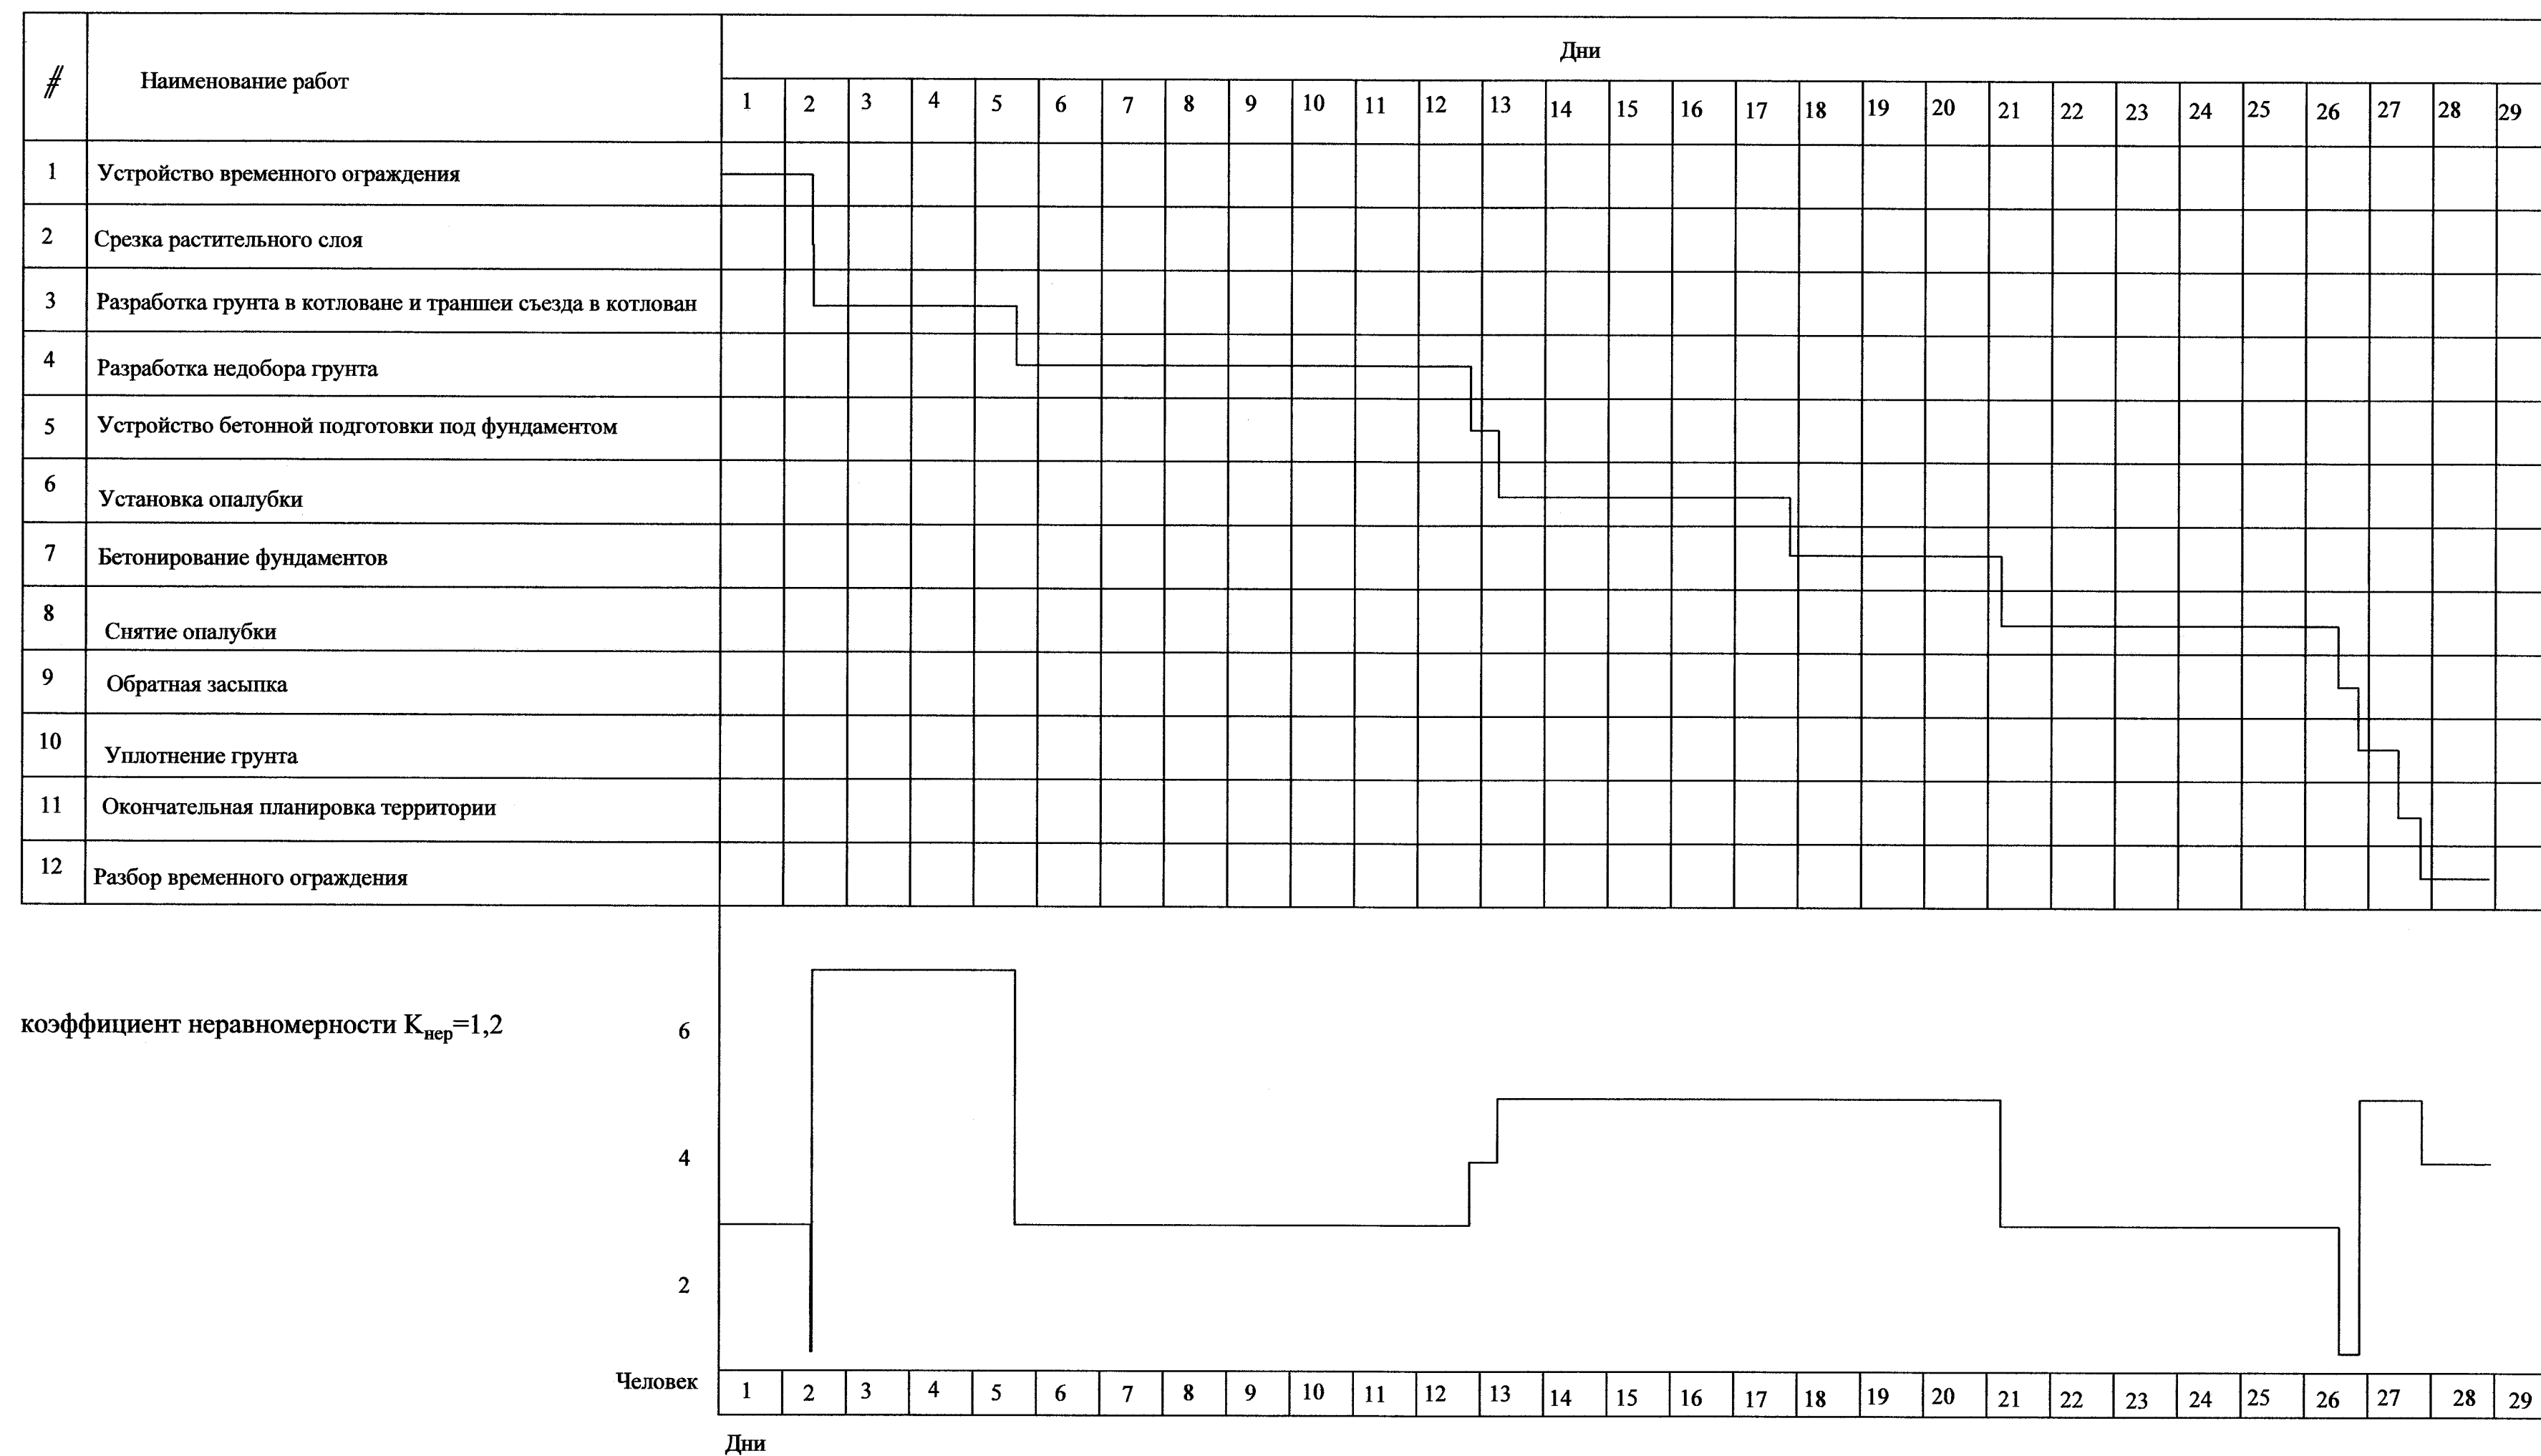 Дни
# Наименование работ
1 2 3 4 5 6 7 8 9 10 11 12 13 14 15 16 17 18 19 20 21 22 23 24 25 26 27 28 29
1 Устройство временного ограждения
2 Срезка растительного слоя
3 Разработка грунта в котловане и траншеи съезда в котлован
4 Разработка недобора грунта
5 Устройство бетонной подготовки под фундаментом
6 Установка опалубки
7 Бетонирование фундаментов
8 Снятие опалубки
9 Обратная засыпка
10 Уплотнение грунта
11 Окончательная планировка территории
12 Разбор временного ограждения
коэффициент неравномерности Кнер=1,2
6
4
2
Человек
1 2 3 4 5 6 7 8 9 10 11 12 13 14 15 16 17 18 19 20 21 22 23 24 25 26 27 28 29
Дни